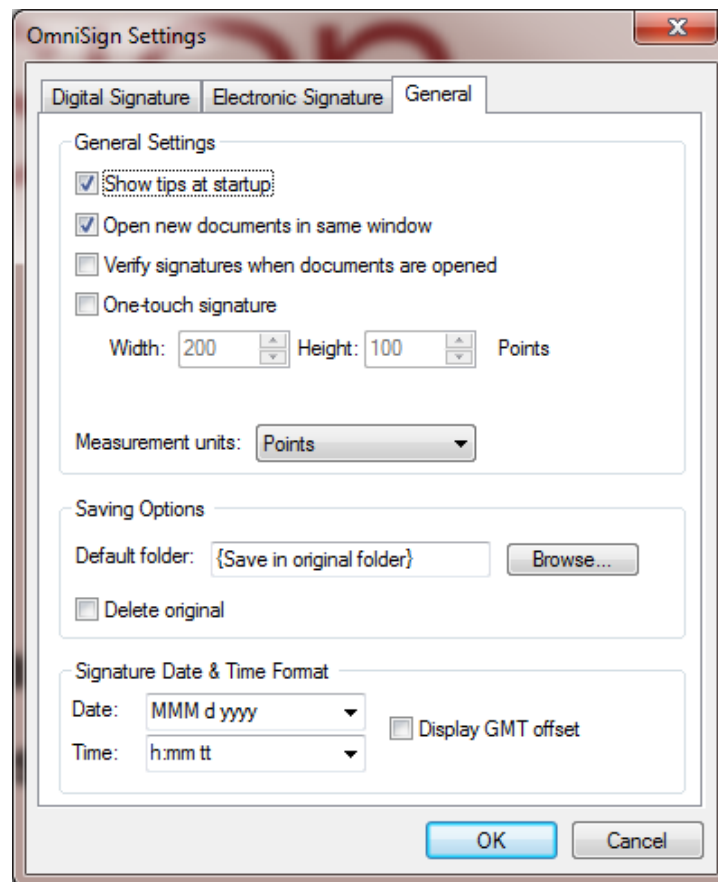 OmniSign Settings
Digital Signature Electronic Signature General
General Settings
Show tips at startup
Open new documents in same window
Verify signatures when documents are opened
One-touch signature
Width: 200 Height: 100 Points
Measurement units: Points
Saving Options
Default folder: {Save in original folder} Browse...
Delete original
Signature Date & Time Format
Date: MMM d yyyy
Display GMT offset
Time: h:mm tt
OK Cancel